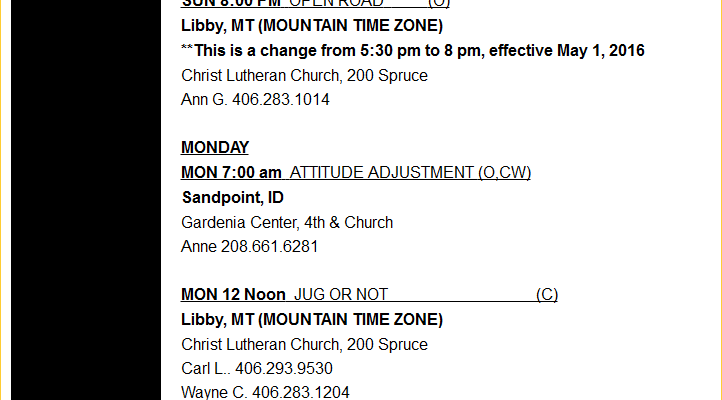 SUN 8:00 PM OPEN ROAD (O)
Libby, MT (MOUNTAIN TIME ZONE)
**This is a change from 5:30 pm to 8 pm, effective May 1, 2016
Christ Lutheran Church, 200 Spruce
Ann G. 406.283.1014
MONDAY
MON 7:00 am ATTITUDE ADJUSTMENT (O,CW)
Sandpoint, ID
Gardenia Center, 4th & Church
Anne 208.661.6281
MON 12 Noon JUG OR NOT (C)
Libby, MT (MOUNTAIN TIME ZONE)
Christ Lutheran Church, 200 Spruce
Carl L.. 406.293.9530
Wayne C. 406.283.1204